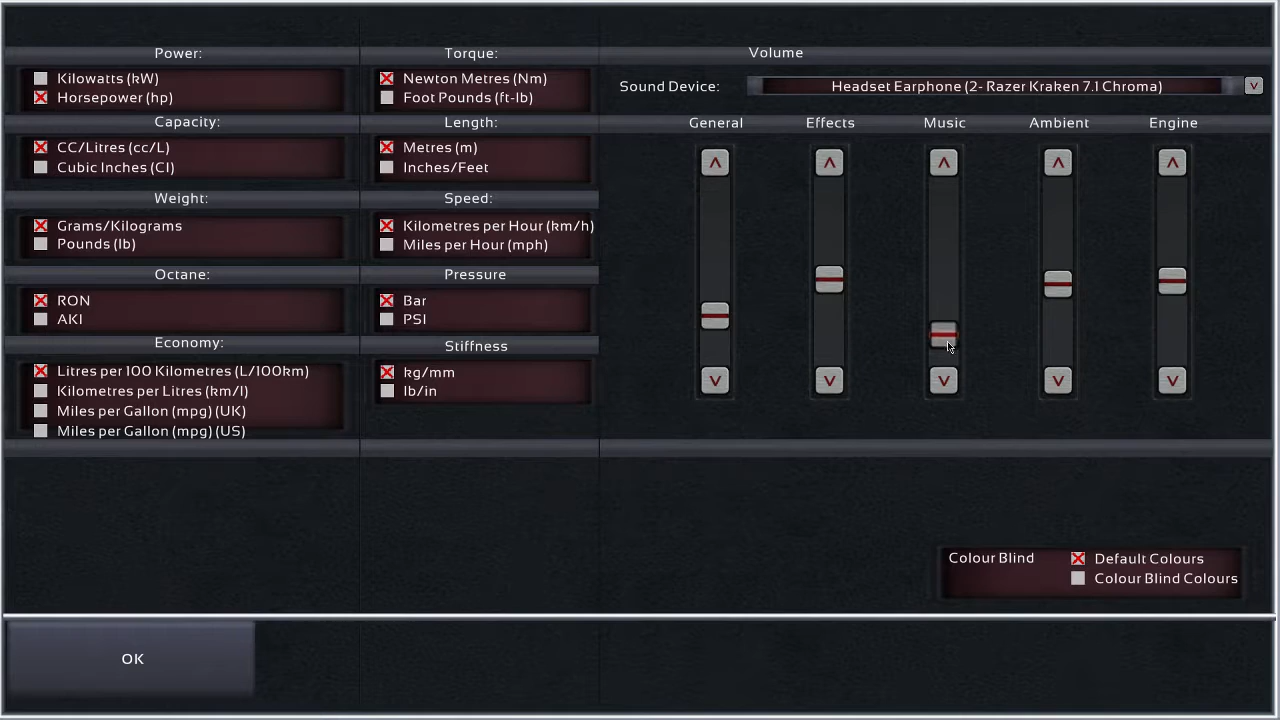 Power:
Kilowatts (kW)
Horsepower (hp)
Capacity:
CC/Litres (cc/L)
Cubic Inches (CI)
Weight:
Grams/Kilograms
Pounds (lb)
Octane:
RON
AKI
Economy:
Litres per 100 Kilometres (L/100km)
Kilometres per Litres (km/l)
Miles per Gallon (mpg) (UK)
Miles per Gallon (mpg) (US)
Torque:
Newton Metres (Nm)
Foot Pounds (ft-lb)
Length:
Metres (m)
Inches/Feet
Speed:
Kilometres per Hour (km/h)
Miles per Hour (mph)
Pressure
Bar
PSI
Stiffness
kg/mm
lb/in
Volume
Sound Device: Headset Earphone (2- Razer Kraken 7.1 Chroma)
General Effects Music Ambient Engine
Colour Blind Default Colours
Colour Blind Colours
OK